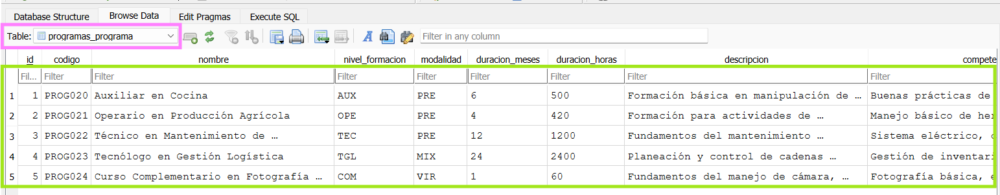 Database Structure Browse Data Edit Pragmas Execute SQL
Table: programas_programa A Filter in any column
id codigo nombre nivel_formacion modalidad duracion_meses duracion_horas descripcion compete
Fil... Filter Filter Filter Filter Filter Filter Filter Filter
1 1 PROG020 Auxiliar en Cocina AUX PRE 6 500 Formación básica en manipulación de … Buenas prácticas de
2 2 PROG021 Operario en Producción Agrícola OPE PRE 4 420 Formación para actividades de … Manejo básico de her
3 3 PROG022 Técnico en Mantenimiento de … TEC PRE 12 1200 Fundamentos del mantenimiento … Sistema eléctrico,
4 4 PROG023 Tecnólogo en Gestión Logística TGL MIX 24 2400 Planeación y control de cadenas … Gestión de inventari
5 5 PROG024 Curso Complementario en Fotografía … COM VIR 1 60 Fundamentos del manejo de cámara, … Fotografía básica, e